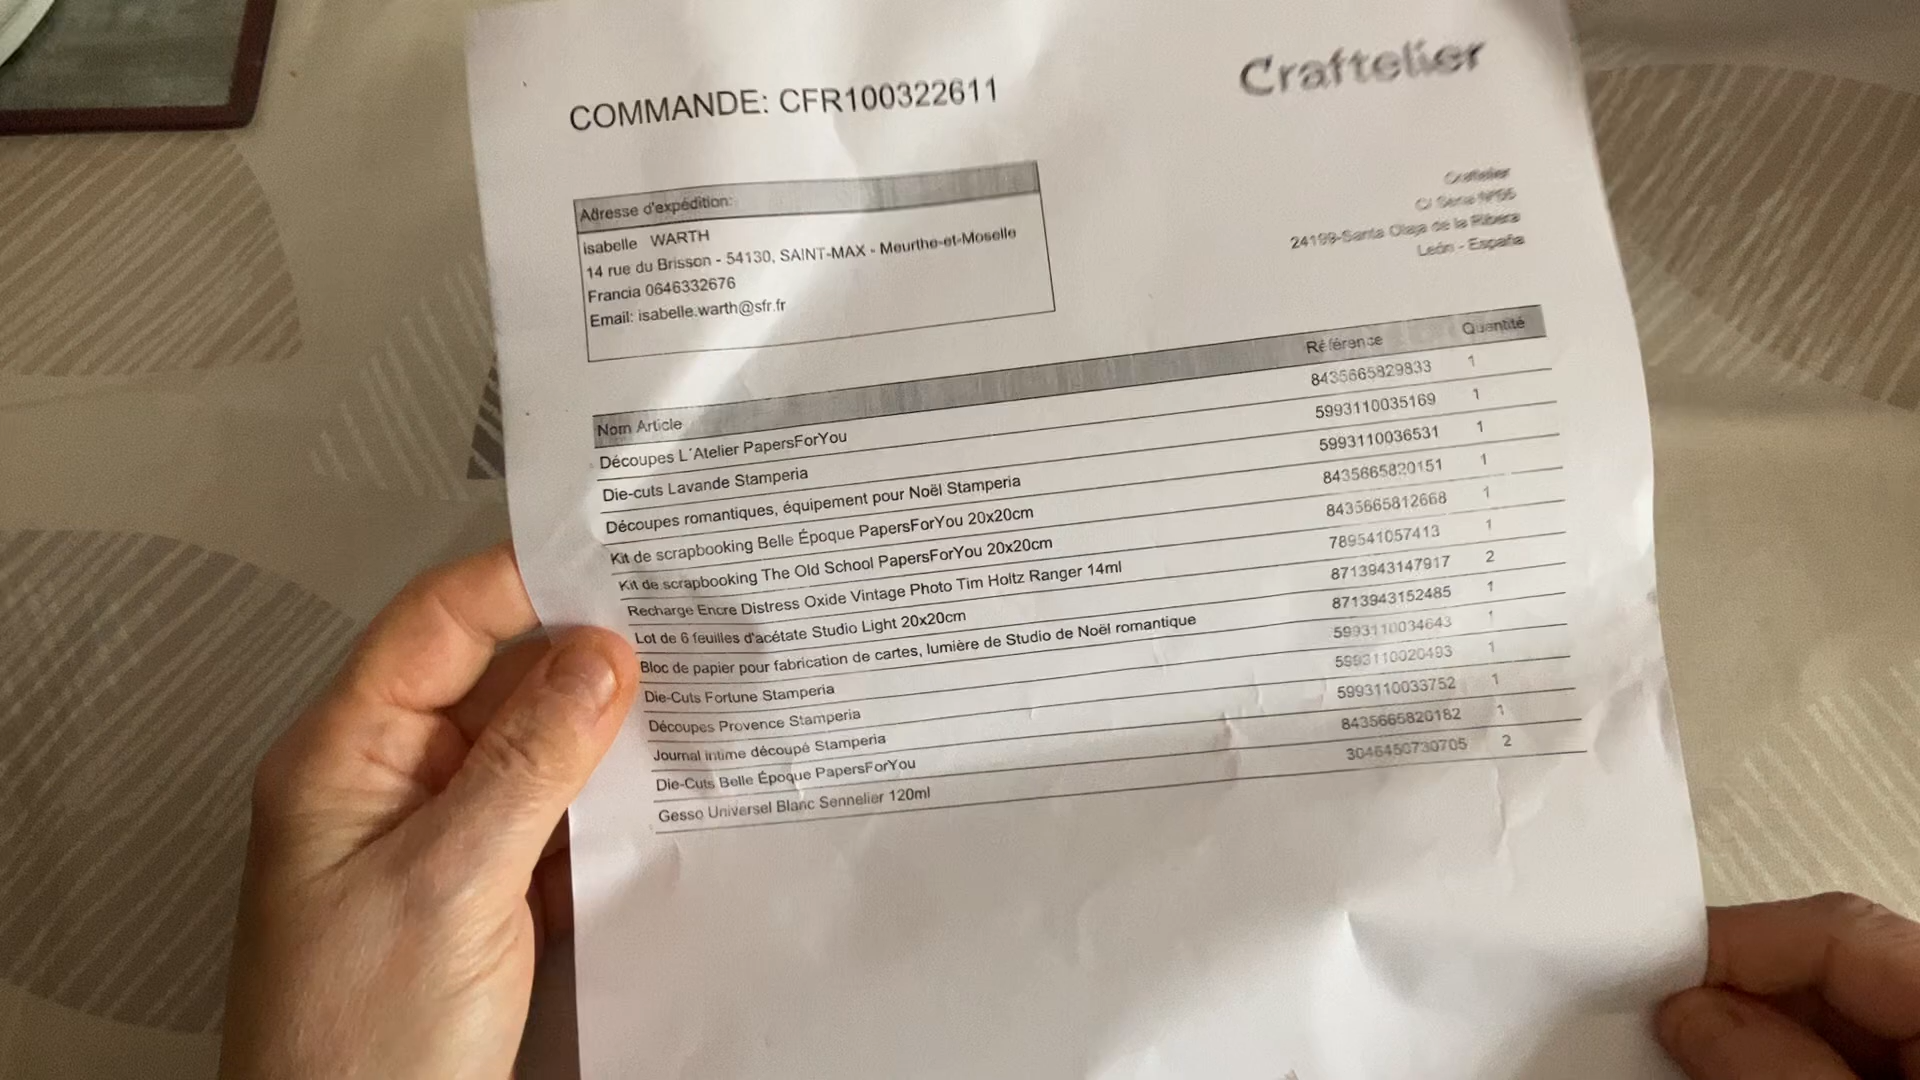 Craftelier
COMMANDE: CFR100322611
Adresse d'expédition:
isabelle WARTH
14 rue du Brisson - 54130, SAINT-MAX - Meurthe-et-Moselle
Francia 0646332676
Email: isabelle.warth@sfr.fr
Craftelier
C/
24199-Santa Olaja de la Ribera
León - España
Nom Article Référence Quantité
Découpes L´Atelier PapersForYou 8435665829833 1
Die-cuts Lavande Stamperia 5993110035169 1
Découpes romantiques, équipement pour Noël Stamperia 5993110036531 1
Kit de scrapbooking Belle Époque PapersForYou 20x20cm 8435665820151 1
Kit de scrapbooking The Old School PapersForYou 20x20cm 8435665812668 1
Recharge Encre Distress Oxide Vintage Photo Tim Holtz Ranger 14ml 789541057413 1
Lot de 6 feuilles d'acétate Studio Light 20x20cm 8713943147917 2
Bloc de papier pour fabrication de cartes, lumière de Studio de Noël romantique 8713943152485 1
Die-Cuts Fortune Stamperia 5993110034643 1
Découpes Provence Stamperia 5993110020493 1
Journal intime découpé Stamperia 5993110033752 1
Die-Cuts Belle Époque PapersForYou 8435665820182 1
Gesso Universel Blanc Sennelier 120ml 3046450730705 2